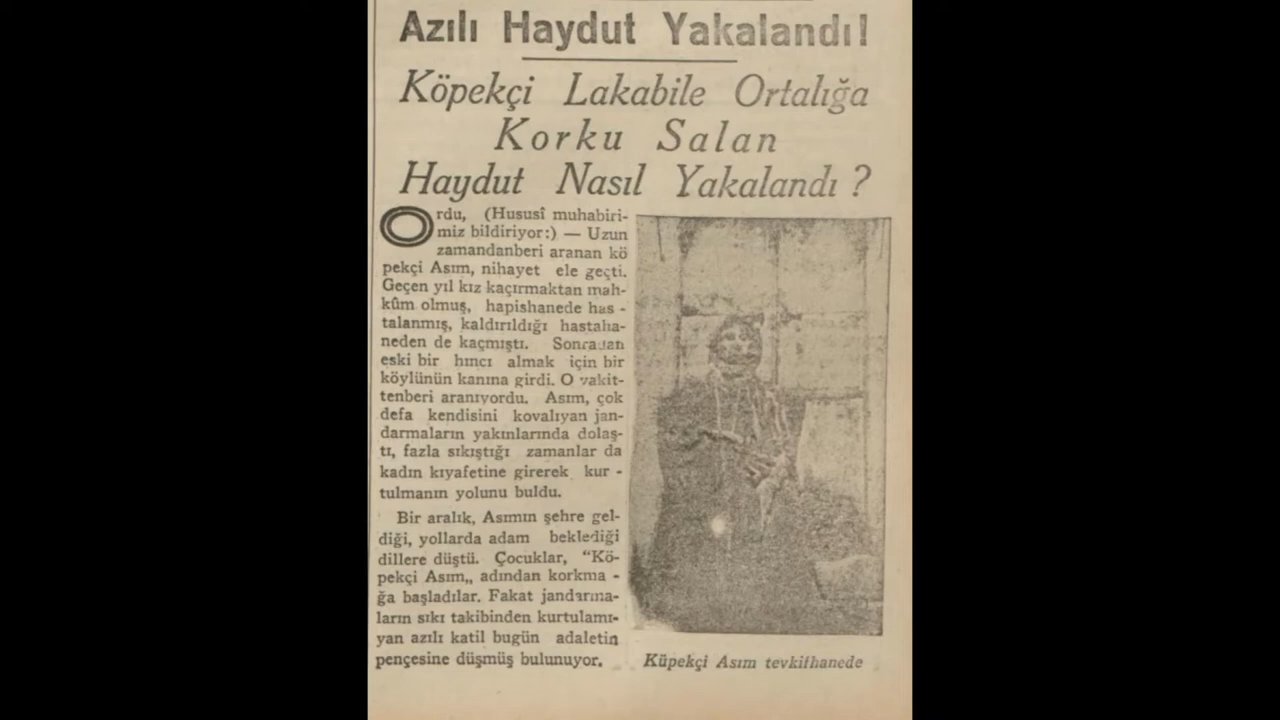 Azılı Haydut Yakalandı!
Köpekçi Lakabile Ortalığa
Korku Salan
Haydut Nasıl Yakalandı ?
Ordu, (Hususî muhabiri-
miz bildiriyor:) — Uzun
zamandanberi aranan kö
pekçi Asım, nihayet ele geçti.
Geçen yıl kız kaçırmaktan mah-
kûm olmuş, hapishanede has -
talanmış, kaldırıldığı hastaha-
neden de kaçmıştı. Sonradan
eski bir hıncı almak için bir
köylünün kanına girdi. O vakit-
tenberi aranıyordu. Asım, çok
defa kendisini kovalıyan jan-
darmaların yakınlarında dolaş-
tı, fazla sıkıştığı zamanlar da
kadın kıyafetine girerek kur -
tulmanın yolunu buldu.
Bir aralık, Asımın şehre gel-
diği, yollarda adam beklediği
dillere düştü. Çocuklar, “Kö-
pekçi Asım„ adından korkma -
ğa başladılar. Fakat jandarma-
ların sıkı takibinden kurtulamı-
yan azılı katil bugün adaletin
pençesine düşmüş bulunuyor.
Küpekçi Asım tevkifhanede